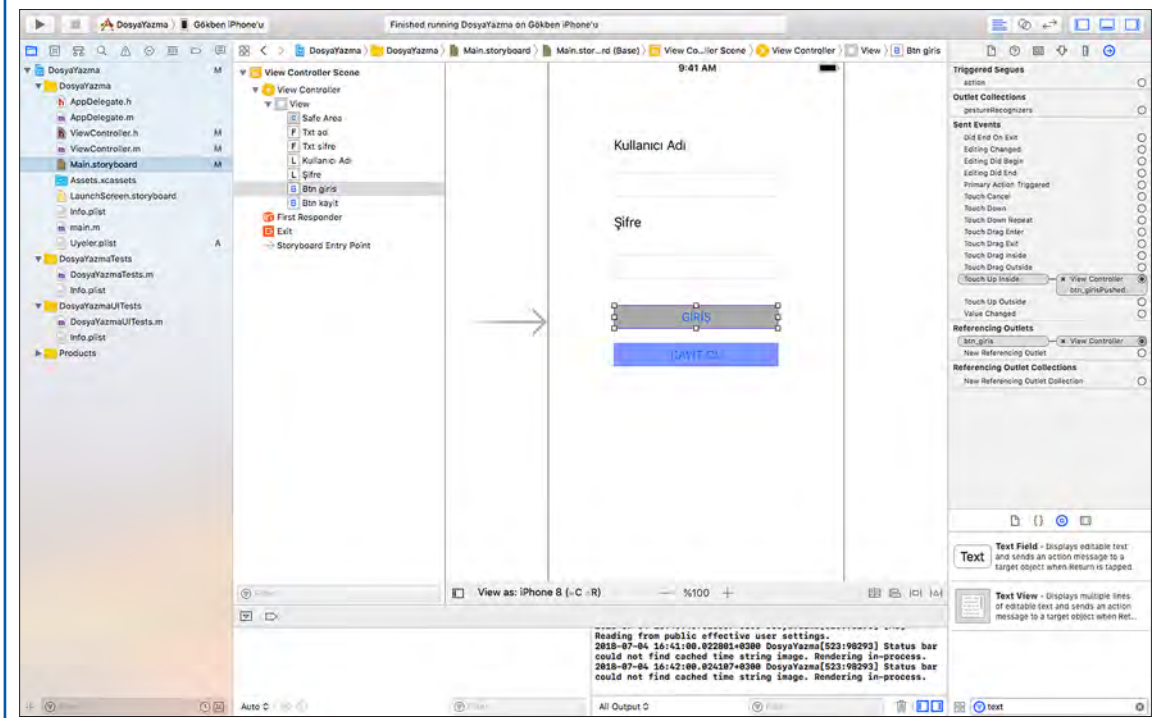 DosyaYazma 〉 Gökben iPhone'u
Finished running DosyaYazma on Gökben iPhone'u
DosyaYazma 〉 DosyaYazma 〉 Main.storyboard 〉 Main.stor...rd (Base) 〉 View Co...ller Scene 〉 View Controller 〉 View 〉 B Btn giris
DosyaYazma M
DosyaYazma
h AppDelegate.h
m AppDelegate.m
h ViewController.h M
m ViewController.m M
Main.storyboard M
Assets.xcassets
LaunchScreen.storyboard
Info.plist
m main.m
Uyeler.plist A
DosyaYazmaTests
m DosyaYazmaTests.m
Info.plist
DosyaYazmaUITests
m DosyaYazmaUITests.m
Info.plist
Products
View Controller Scene
View Controller
View
Safe Area
F Txt ad
F Txt sifre
L Kullanıcı Adı
L Şifre
B Btn giris
B Btn kayit
First Responder
Exit
Storyboard Entry Point
9:41 AM
Kullanıcı Adı
Şifre
GİRİŞ
View as: iPhone 8 (wC hR)
%100
Reading from public effective user settings.
2018-07-04 16:41:00.022801+0300 DosyaYazma[523:98293] Status bar
could not find cached time string image. Rendering in-process.
2018-07-04 16:42:00.024107+0300 DosyaYazma[523:98293] Status bar
could not find cached time string image. Rendering in-process.
Auto
Filter
All Output
Filter
Triggered Segues
action
Outlet Collections
gestureRecognizers
Sent Events
Did End On Exit
Editing Changed
Editing Did Begin
Editing Did End
Primary Action Triggered
Touch Cancel
Touch Down
Touch Down Repeat
Touch Drag Enter
Touch Drag Exit
Touch Drag Inside
Touch Drag Outside
Touch Up Inside View Controller
btn_girisPushed
Touch Up Outside
Value Changed
Referencing Outlets
btn_giris View Controller
New Referencing Outlet
Referencing Outlet Collections
New Referencing Outlet Collection
Text
Text Field - Displays editable text
and sends an action message to a
target object when Return is tapped.
Text View - Displays multiple lines
of editable text and sends an action
message to a target object when Ret...
text